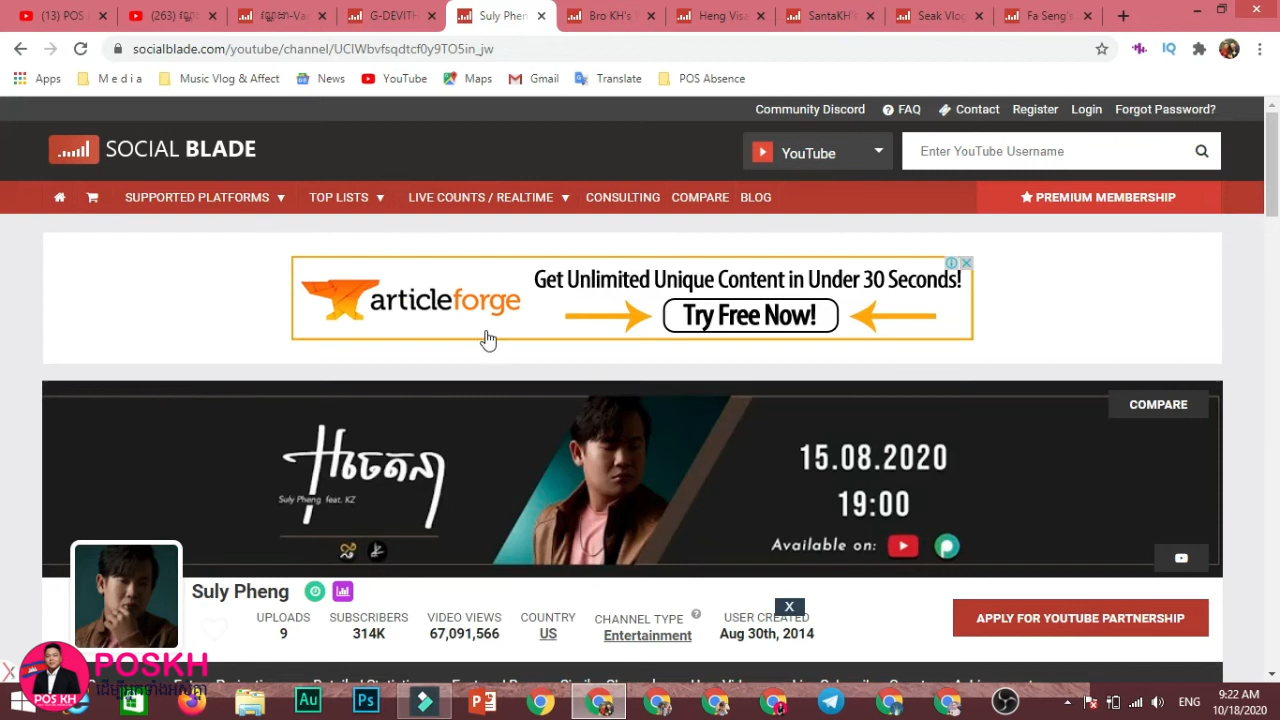 (13) POS
(263)
G-DEVITH
Suly Phen
Bro KH's
Heng Visa
SantaKH's
Seak Vlog
Fa Seng's
socialblade.com/youtube/channel/UCIWbvfsqdtcf0y9TO5in_jw
Apps M e d i a Music Vlog & Affect News YouTube Maps Gmail Translate POS Absence
Community Discord FAQ Contact Register Login Forgot Password?
SOCIAL BLADE
YouTube
Enter YouTube Username
SUPPORTED PLATFORMS TOP LISTS LIVE COUNTS / REALTIME CONSULTING COMPARE BLOG
PREMIUM MEMBERSHIP
articleforge
Get Unlimited Unique Content in Under 30 Seconds!
Try Free Now!
COMPARE
Suly Pheng feat. KZ
15.08.2020
19:00
Available on:
Suly Pheng
UPLOADS
9
SUBSCRIBERS
314K
VIDEO VIEWS
67,091,566
COUNTRY
US
CHANNEL TYPE
Entertainment
USER CREATED
Aug 30th, 2014
X
APPLY FOR YOUTUBE PARTNERSHIP
POSKH
POS KH
ENG
9:22 AM
10/18/2020